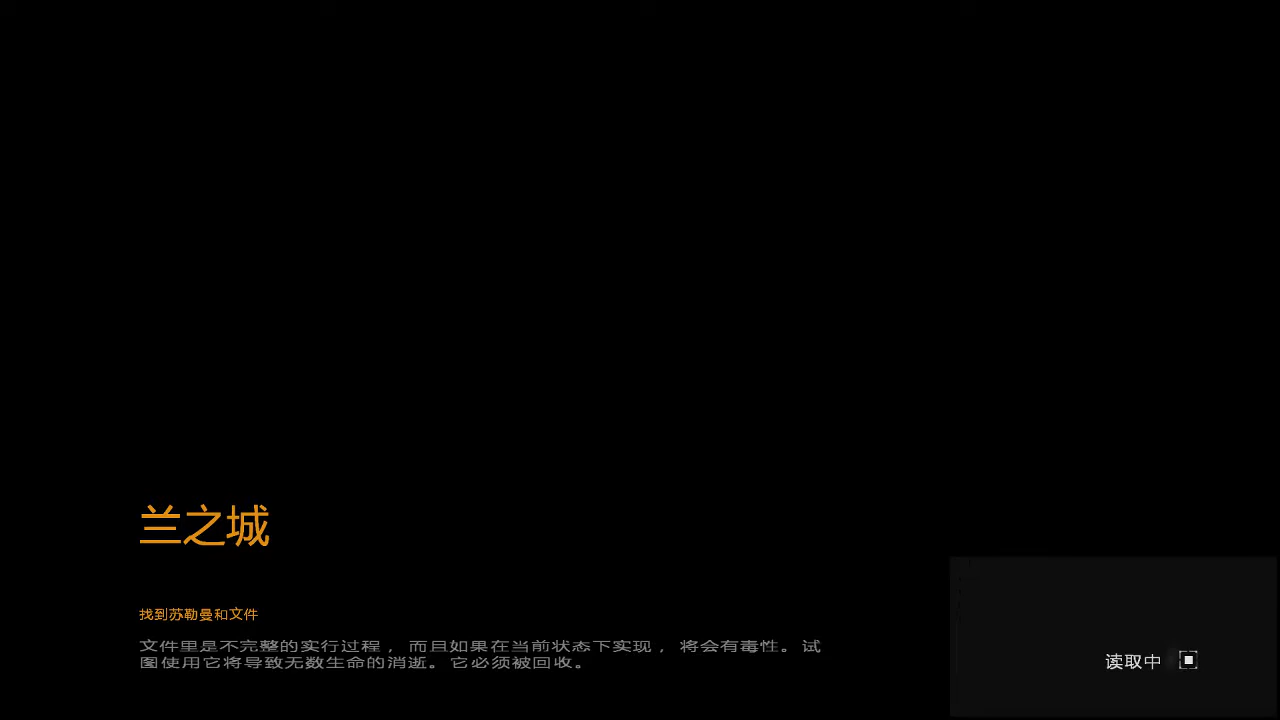 兰之城
找到苏勒曼和文件
文件里是不完整的实行过程，而且如果在当前状态下实现，将会有毒性。试
图使用它将导致无数生命的消逝。它必须被回收。
读取中